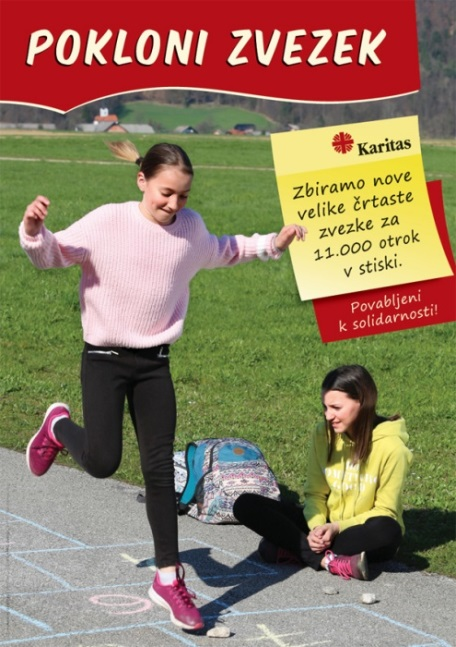 POKLONI ZVEZEK
Karitas
Zbiramo nove
velike črtaste
zvezke za
11.000 otrok
v stiski.
Povabljeni
k solidarnosti!